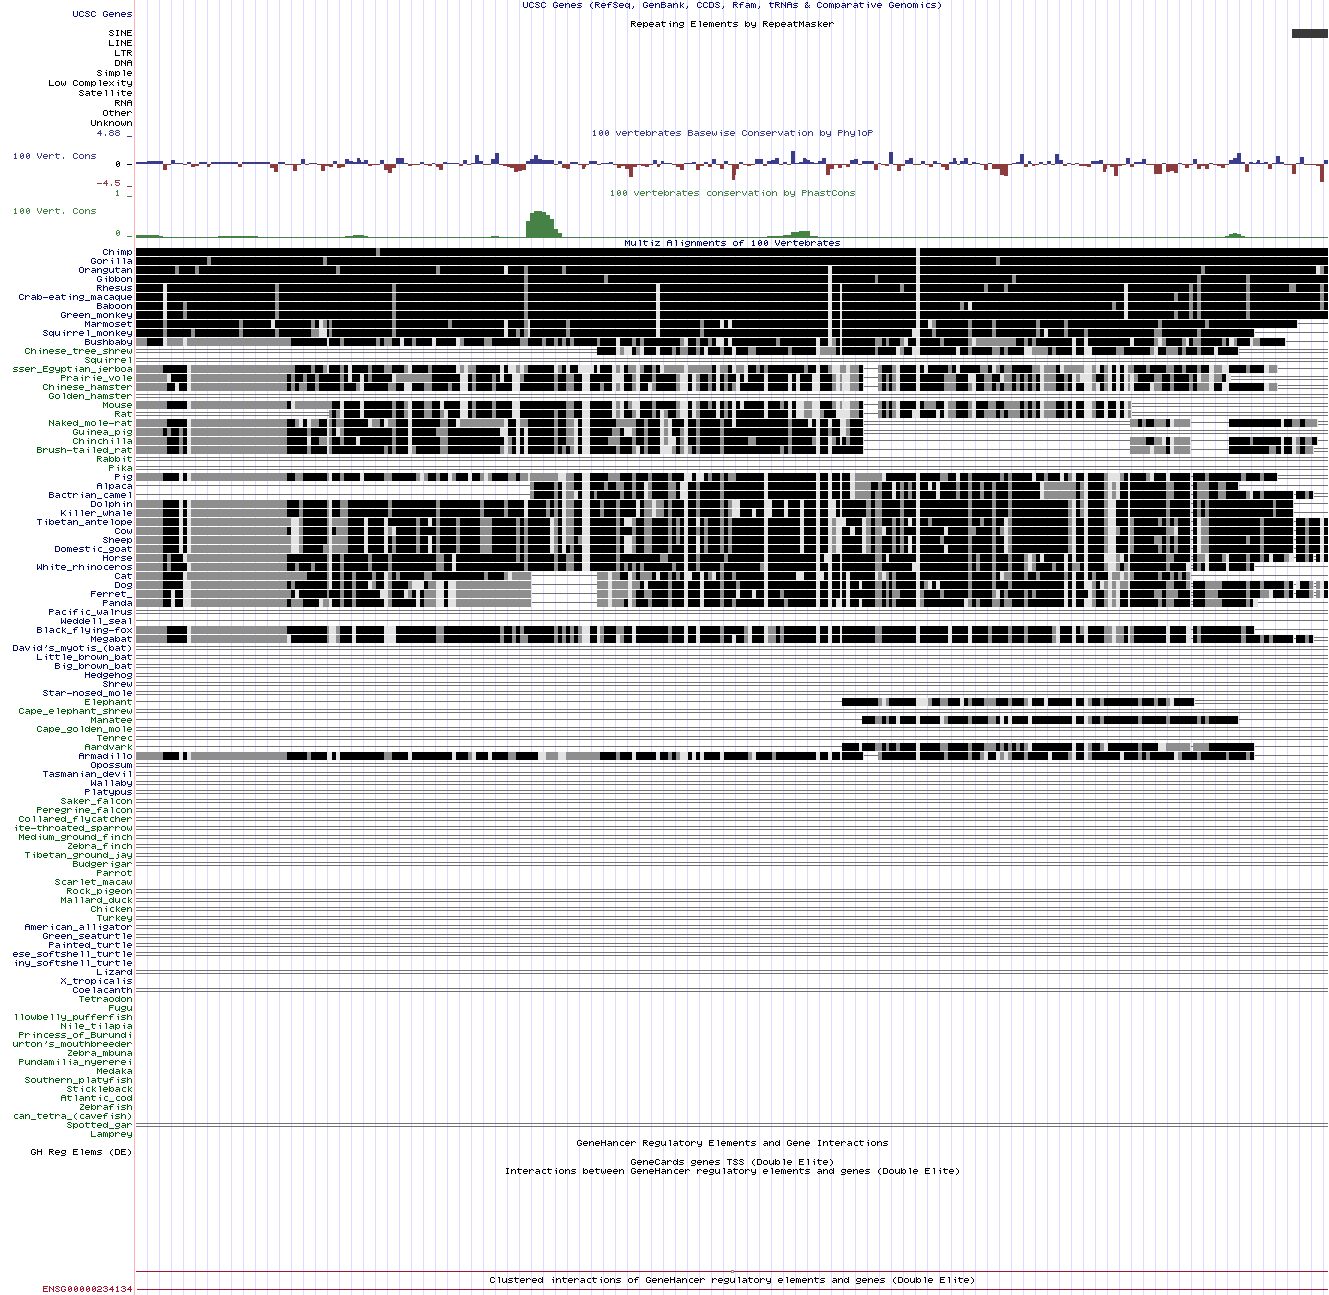 UCSC Genes (RefSeq, GenBank, CCDS, Rfam, tRNAs & Comparative Genomics)
UCSC Genes
Repeating Elements by RepeatMasker
SINE
LINE
LTR
DNA
Simple
Low Complexity
Satellite
RNA
Other
Unknown
4.88 _
100 vertebrates Basewise Conservation by PhyloP
100 Vert. Cons
0 _
-4.5 _
1 _
100 vertebrates conservation by PhastCons
100 Vert. Cons
0 _
Multiz Alignments of 100 Vertebrates
Chimp
Gorilla
Orangutan
Gibbon
Rhesus
Crab-eating_macaque
Baboon
Green_monkey
Marmoset
Squirrel_monkey
Bushbaby
Chinese_tree_shrew
Squirrel
sser_Egyptian_jerboa
Prairie_vole
Chinese_hamster
Golden_hamster
Mouse
Rat
Naked_mole-rat
Guinea_pig
Chinchilla
Brush-tailed_rat
Rabbit
Pika
Pig
Alpaca
Bactrian_camel
Dolphin
Killer_whale
Tibetan_antelope
Cow
Sheep
Domestic_goat
Horse
White_rhinoceros
Cat
Dog
Ferret_
Panda
Pacific_walrus
Weddell_seal
Black_flying-fox
Megabat
David's_myotis_(bat)
Little_brown_bat
Big_brown_bat
Hedgehog
Shrew
Star-nosed_mole
Elephant
Cape_elephant_shrew
Manatee
Cape_golden_mole
Tenrec
Aardvark
Armadillo
Opossum
Tasmanian_devil
Wallaby
Platypus
Saker_falcon
Peregrine_falcon
Collared_flycatcher
ite-throated_sparrow
Medium_ground_finch
Zebra_finch
Tibetan_ground_jay
Budgerigar
Parrot
Scarlet_macaw
Rock_pigeon
Mallard_duck
Chicken
Turkey
American_alligator
Green_seaturtle
Painted_turtle
ese_softshell_turtle
iny_softshell_turtle
Lizard
X_tropicalis
Coelacanth
Tetraodon
Fugu
llowbelly_pufferfish
Nile_tilapia
Princess_of_Burundi
urton's_mouthbreeder
Zebra_mbuna
Pundamilia_nyererei
Medaka
Southern_platyfish
Stickleback
Atlantic_cod
Zebrafish
can_tetra_(cavefish)
Spotted_gar
Lamprey
GeneHancer Regulatory Elements and Gene Interactions
GH Reg Elems (DE)
GeneCards genes TSS (Double Elite)
Interactions between GeneHancer regulatory elements and genes (Double Elite)
Clustered interactions of GeneHancer regulatory elements and genes (Double Elite)
ENSG00000234134